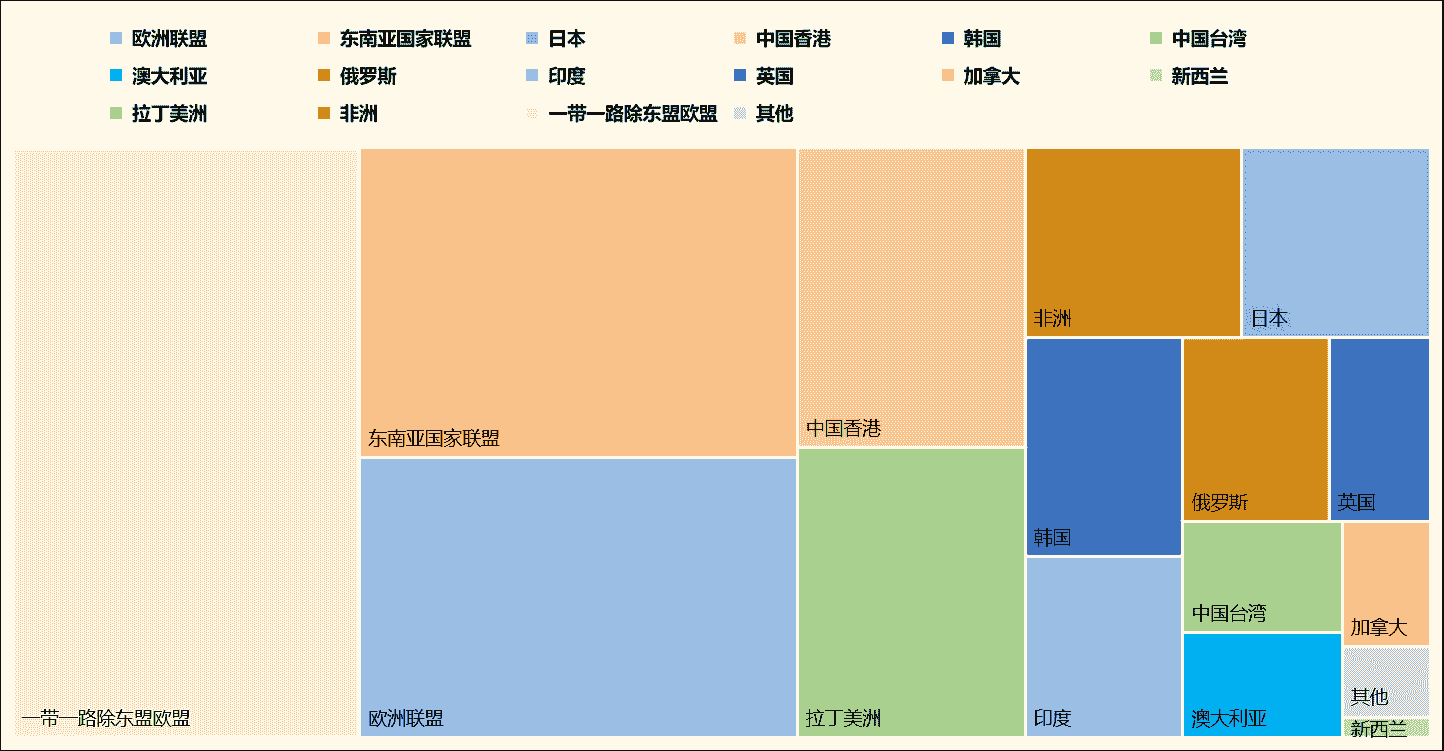 欧洲联盟 东南亚国家联盟 日本 中国香港 韩国 中国台湾
澳大利亚 俄罗斯 印度 英国 加拿大 新西兰
拉丁美洲 非洲 一带一路除东盟欧盟 其他
非洲
日本
中国香港
东南亚国家联盟
俄罗斯
英国
韩国
中国台湾
加拿大
其他
一带一路除东盟欧盟
欧洲联盟
拉丁美洲
印度
澳大利亚
新西兰